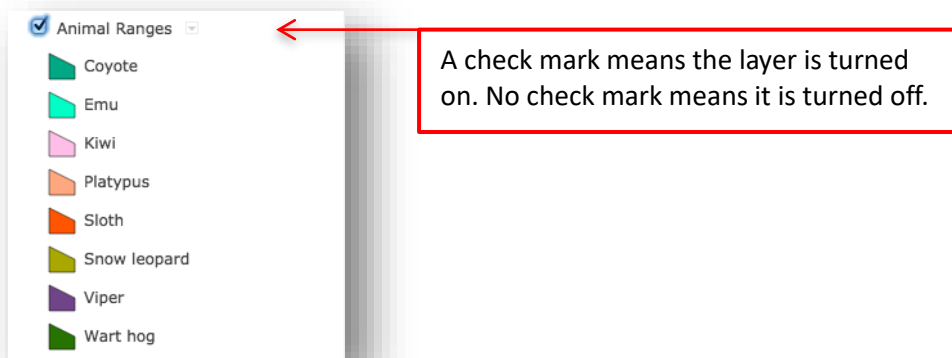 Animal Ranges
A check mark means the layer is turned
on. No check mark means it is turned off.
Coyote
Emu
Kiwi
Platypus
Sloth
Snow leopard
Viper
Wart hog